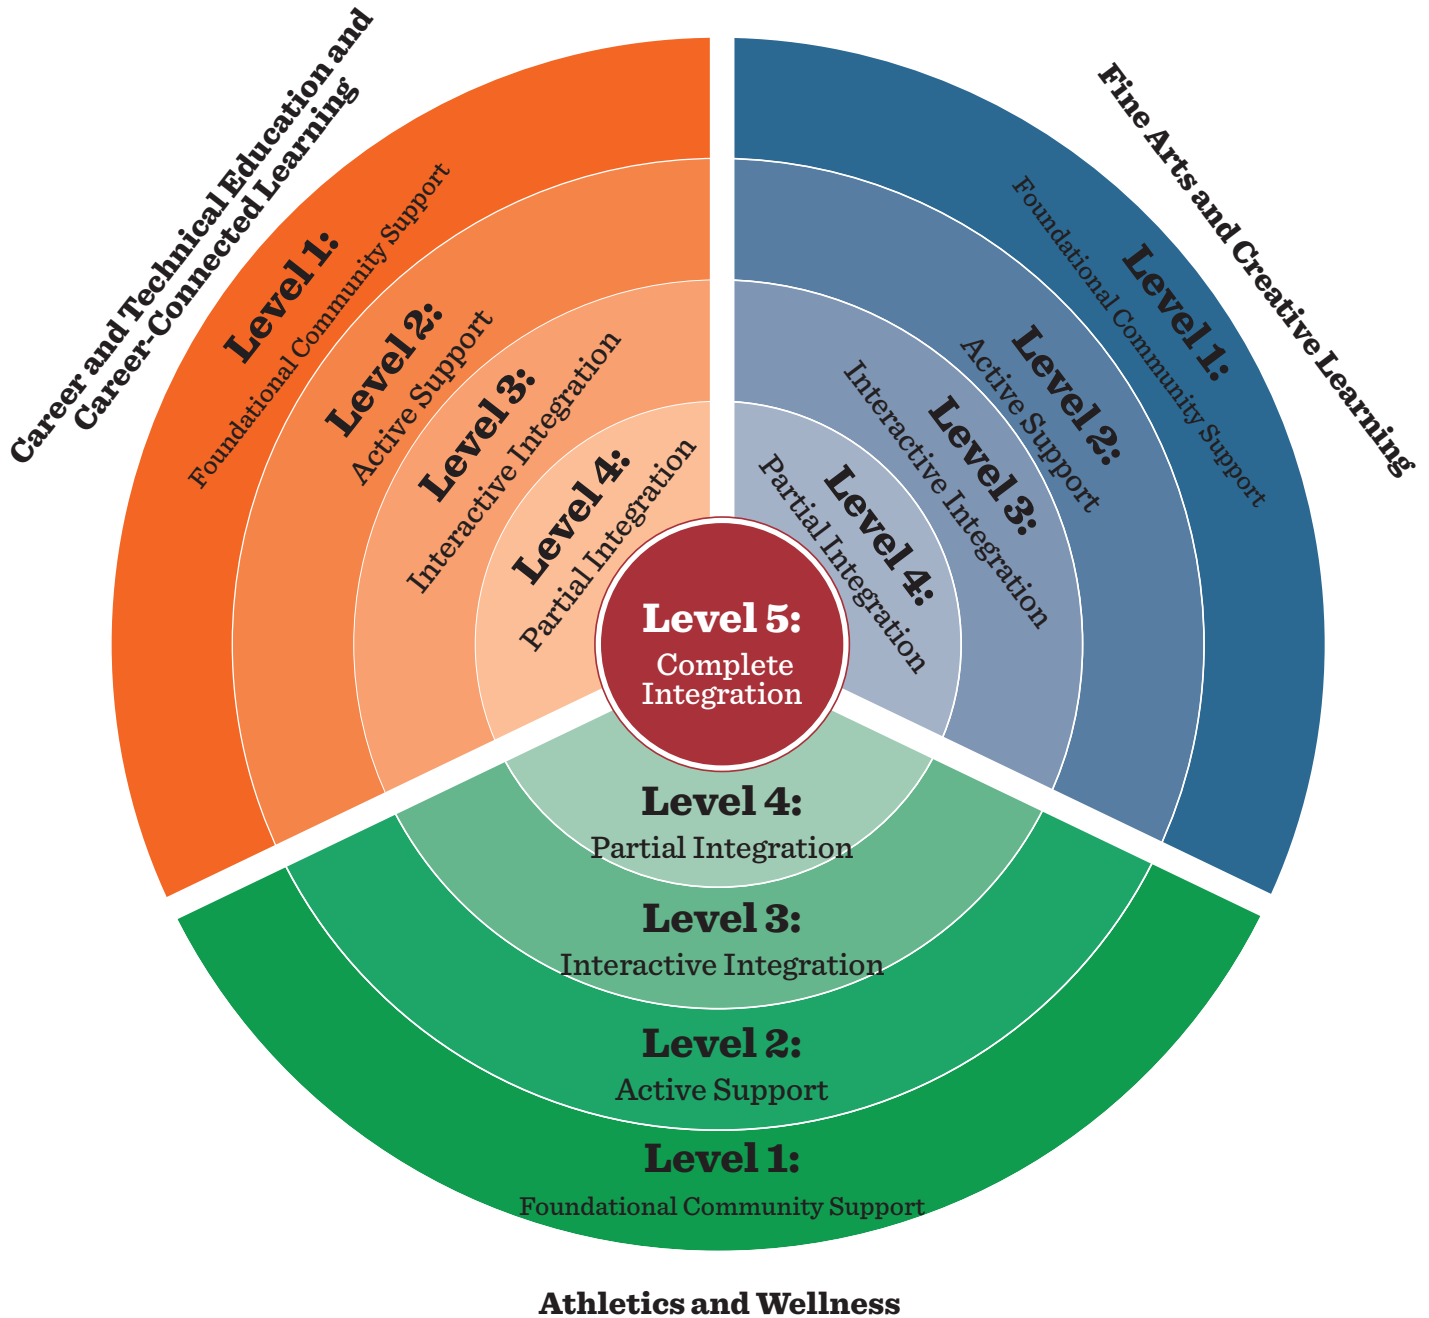 Career and Technical Education and
Career-Connected Learning
Level 1:
Foundational Community Support
Level 2:
Active Support
Level 3:
Interactive Integration
Level 4:
Partial Integration
Fine Arts and Creative Learning
Level 1:
Foundational Community Support
Level 2:
Active Support
Level 3:
Interactive Integration
Level 4:
Partial Integration
Level 5:
Complete
Integration
Level 4:
Partial Integration
Level 3:
Interactive Integration
Level 2:
Active Support
Level 1:
Foundational Community Support
Athletics and Wellness